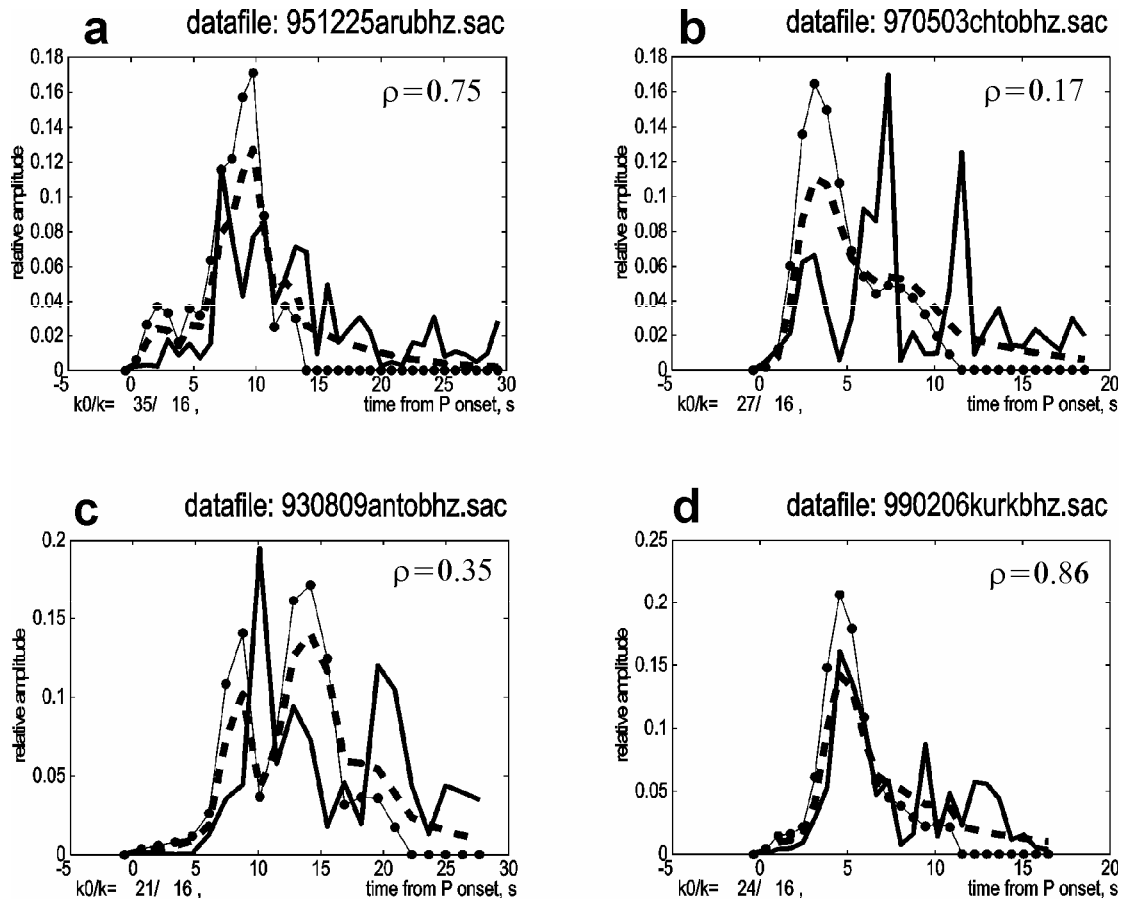 a datafile: 951225arubhz.sac
ρ=0.75
0.18
0.16
0.14
0.12
0.1
0.08
0.06
0.04
0.02
0
relative amplitude
-5 0 5 10 15 20 25 30
k0/k= 35/ 16 , time from P onset, s
b datafile: 970503chtobhz.sac
ρ=0.17
0.18
0.16
0.14
0.12
0.1
0.08
0.06
0.04
0.02
0
relative amplitude
-5 0 5 10 15 20
k0/k= 27/ 16 , time from P onset, s
c datafile: 930809antobhz.sac
ρ=0.35
0.2
0.15
0.1
0.05
0
relative amplitude
-5 0 5 10 15 20 25 30
k0/k= 21/ 16 , time from P onset, s
d datafile: 990206kurkbhz.sac
ρ=0.86
0.25
0.2
0.15
0.1
0.05
0
relative amplitude
-5 0 5 10 15 20
k0/k= 24/ 16 , time from P onset, s